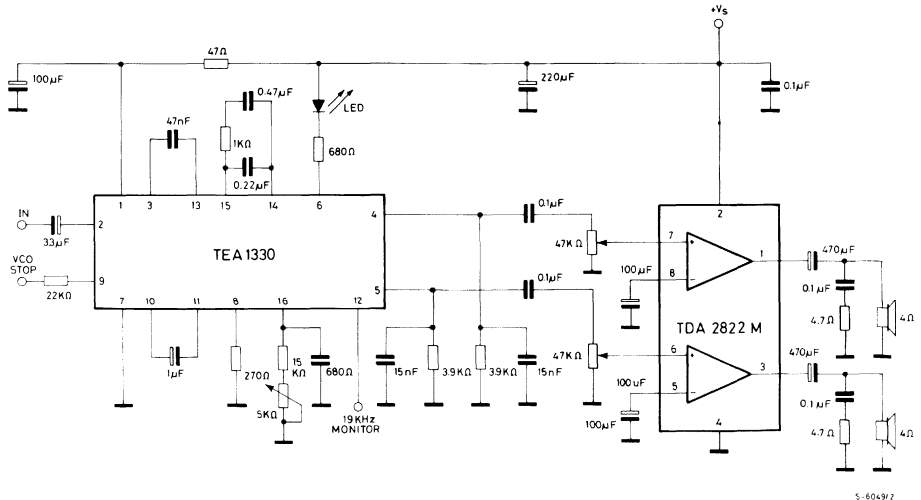 +Vs
47Ω
100µF
220µF
0.1µF
0.47µF
LED
47nF
1KΩ
680Ω
0.22µF
1
3
13
15
14
6
IN
2
4
0.1µF
33µF
TEA1330
47KΩ
VCO
STOP
9
5
0.1µF
22KΩ
7
10
11
8
16
12
2
7
1
470µF
100µF
8
0.1µF
4.7Ω
4Ω
TDA 2822 M
1µF
270Ω
15
KΩ
680Ω
5KΩ
19KHz
MONITOR
15nF
3.9KΩ
3.9KΩ
15nF
47KΩ
6
3
470µF
100uF
5
100µF
0.1µF
4.7Ω
4Ω
4
S-6049/2